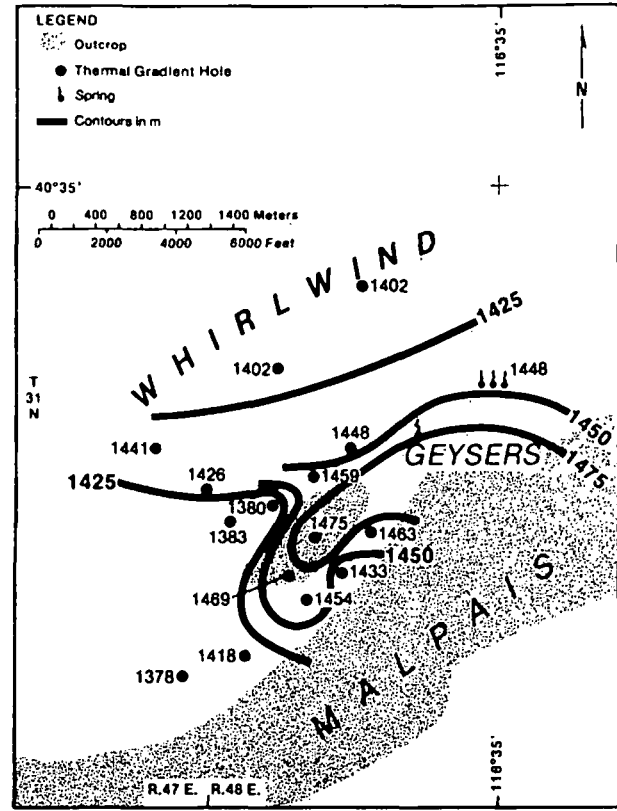 LEGEND
Outcrop
Thermal Gradient Hole
Spring
Contours in m
116°35'
N
40°35'
0 400 800 1200 1400 Meters
0 2000 4000 6000 Feet
WHIRLWIND
1402
1425
1402
T
31
N
1448
1450
1441
1448
GEYSERS
1475
1425
1426
1459
1380
1383
1475
1463
1450
1433
1469
1454
1418
1378
MALPAIS
R.47 E. R.48 E.
116°35'